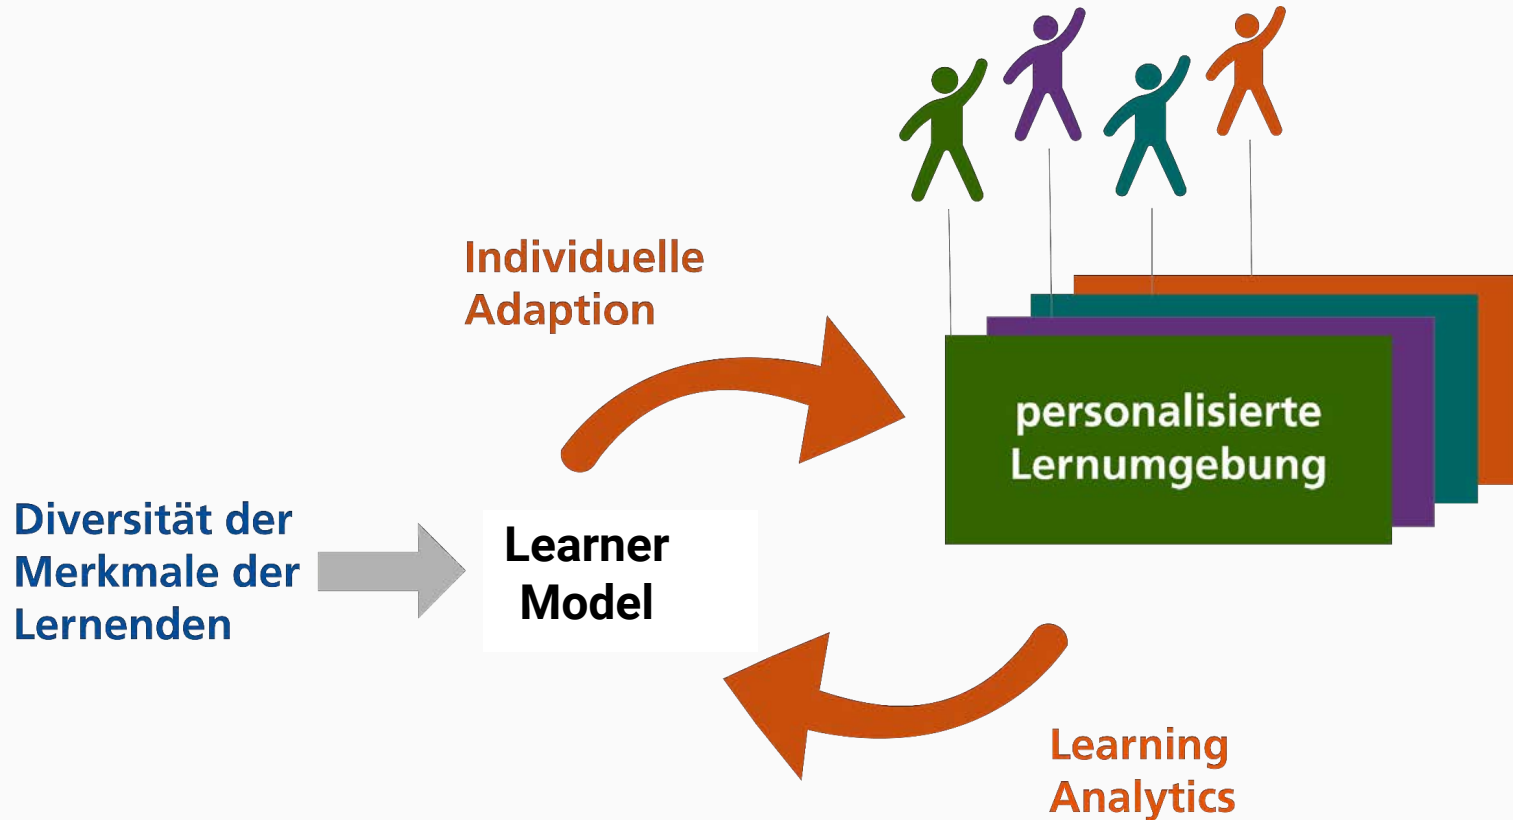 Individuelle
Adaption
personalisierte
Lernumgebung
Diversität der
Merkmale der
Lernenden
Learner
Model
Learning
Analytics